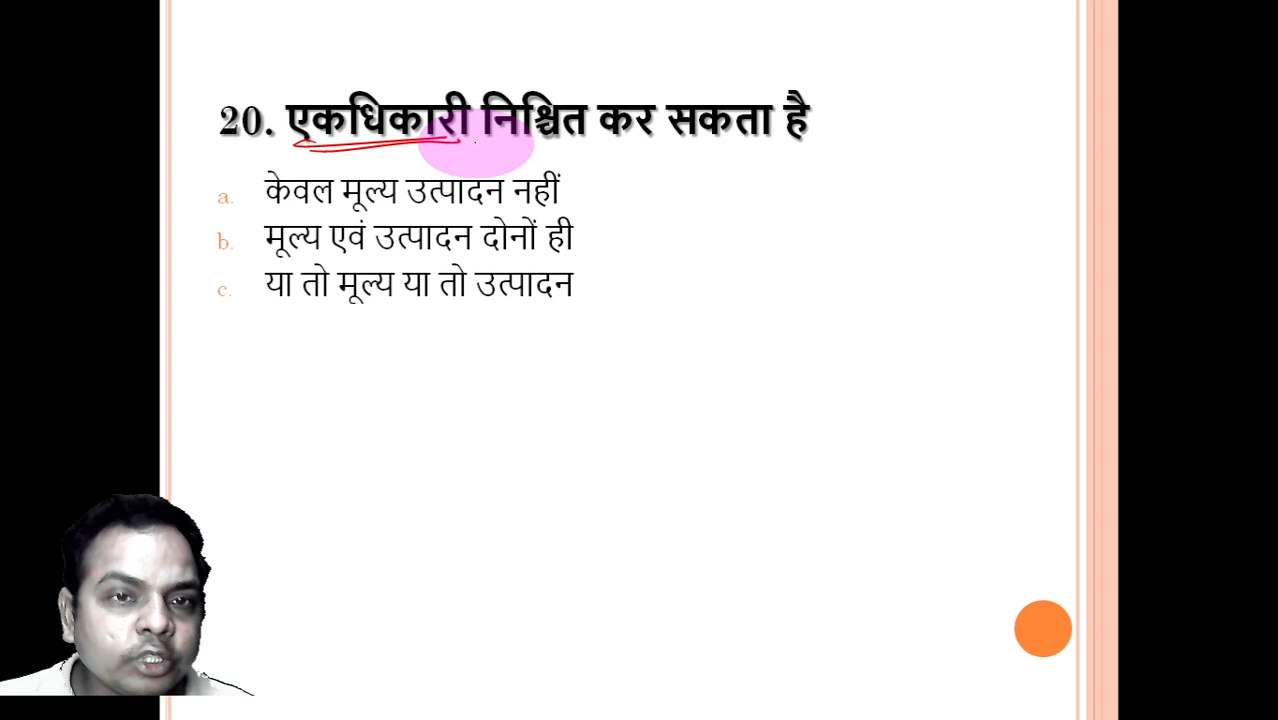 20. एकधिकारी निश्चित कर सकता है
a. केवल मूल्य उत्पादन नहीं
b. मूल्य एवं उत्पादन दोनों ही
c. या तो मूल्य या तो उत्पादन